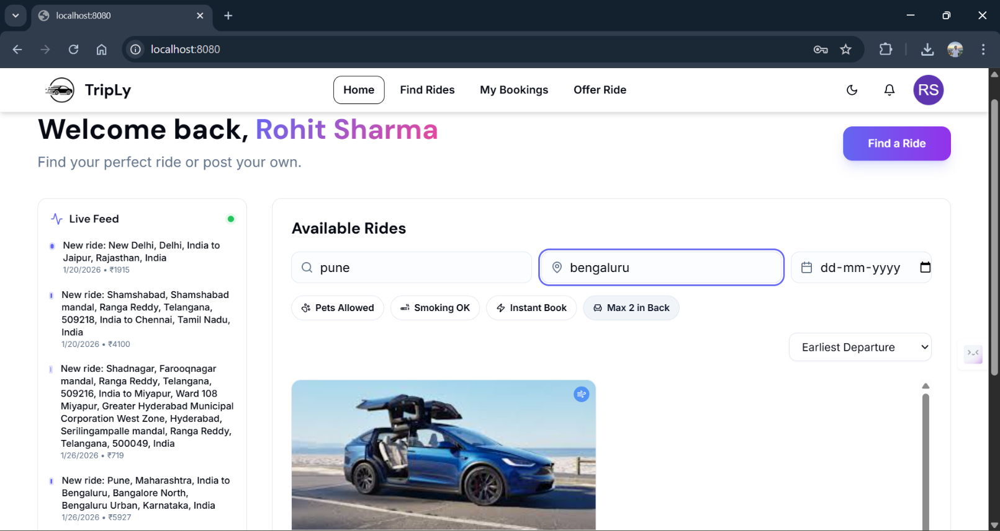 localhost:8080
localhost:8080
TripLy
Home
Find Rides
My Bookings
Offer Ride
RS
Welcome back, Rohit Sharma
Find your perfect ride or post your own.
Find a Ride
Live Feed
New ride: New Delhi, Delhi, India to
Jaipur, Rajasthan, India
1/20/2026 • ₹1915
New ride: Shamshabad, Shamshabad
mandal, Ranga Reddy, Telangana,
509218, India to Chennai, Tamil Nadu,
India
1/20/2026 • ₹4100
New ride: Shadnagar, Farooqnagar
mandal, Ranga Reddy, Telangana,
509216, India to Miyapur, Ward 108
Miyapur, Greater Hyderabad Municipal
Corporation West Zone, Hyderabad,
Serilingampalle mandal, Ranga Reddy,
Telangana, 500049, India
1/26/2026 • ₹719
New ride: Pune, Maharashtra, India to
Bengaluru, Bangalore North,
Bengaluru Urban, Karnataka, India
1/26/2026 • ₹5927
Available Rides
pune
bengaluru
dd-mm-yyyy
Pets Allowed
Smoking OK
Instant Book
Max 2 in Back
Earliest Departure